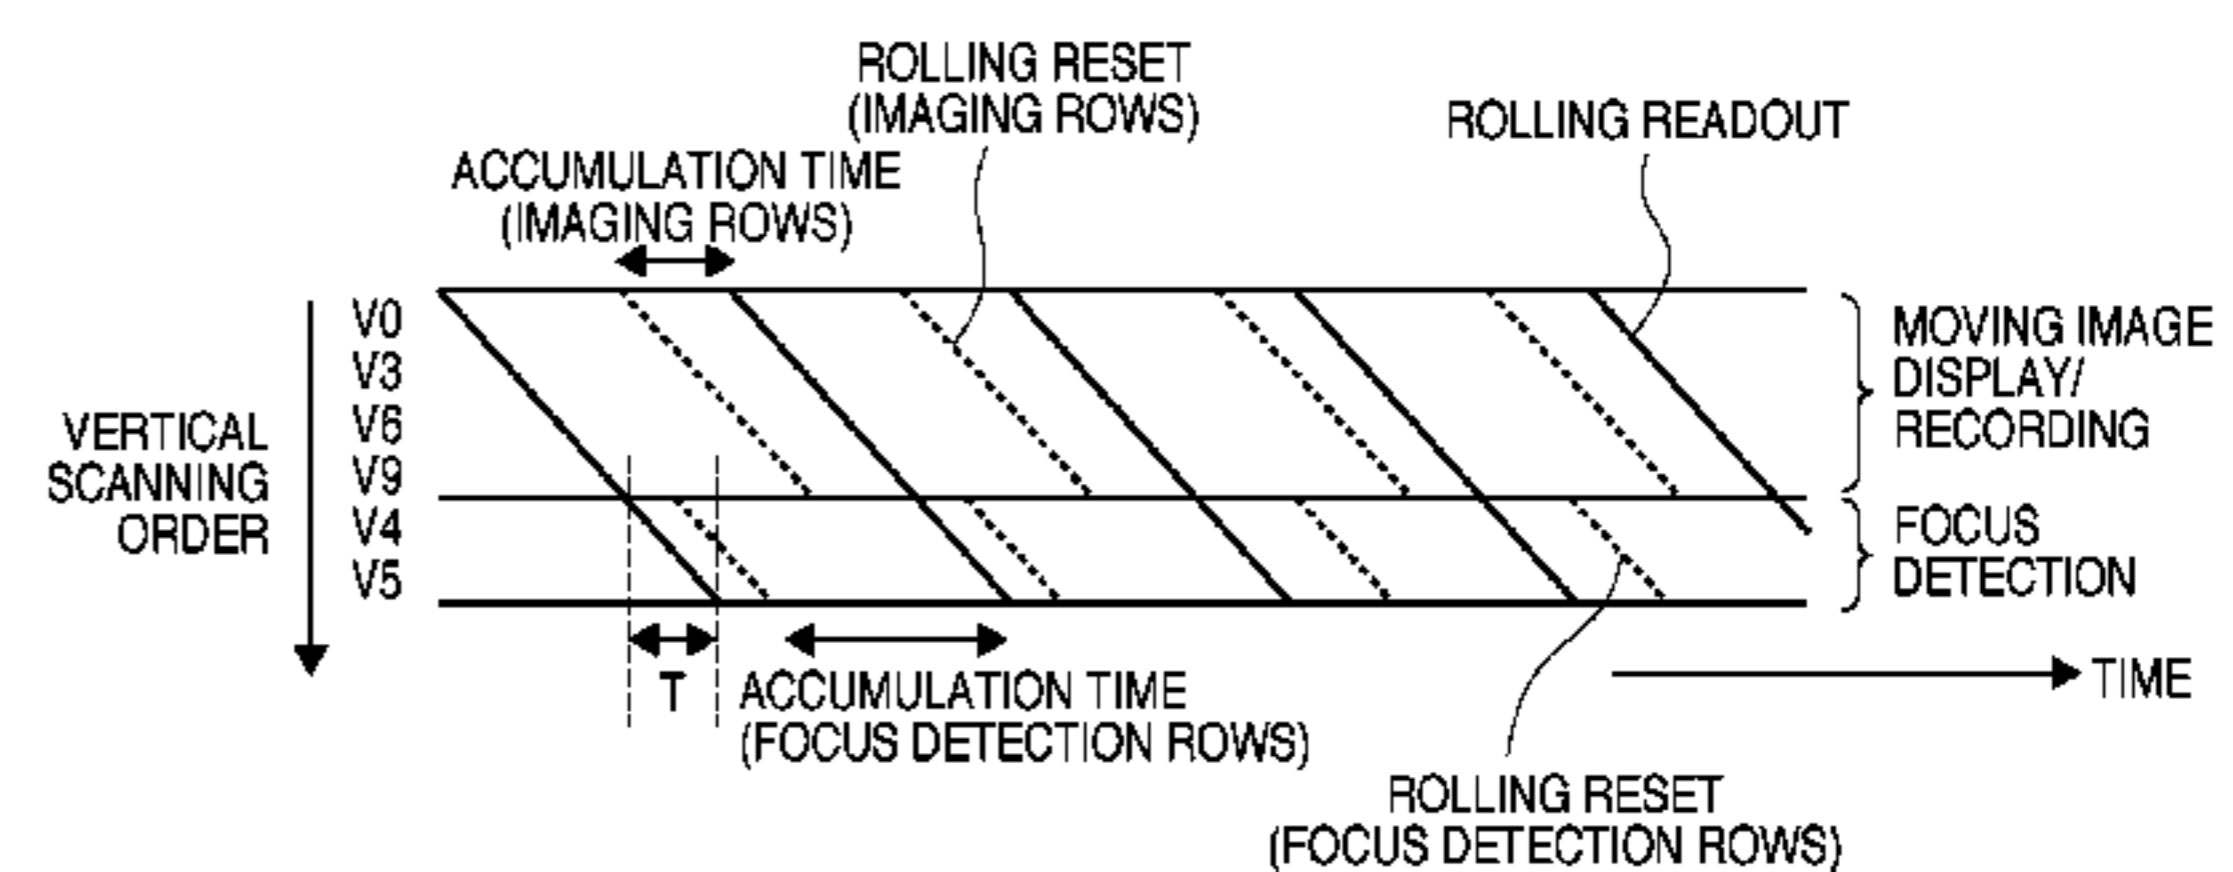 ROLLING RESET
(IMAGING ROWS)
ROLLING READOUT
ACCUMULATION TIME
(IMAGING ROWS)
VERTICAL
SCANNING
ORDER
V0
V3
V6
V9
V4
V5
MOVING IMAGE
DISPLAY/
RECORDING
FOCUS
DETECTION
T
ACCUMULATION TIME
(FOCUS DETECTION ROWS)
TIME
ROLLING RESET
(FOCUS DETECTION ROWS)